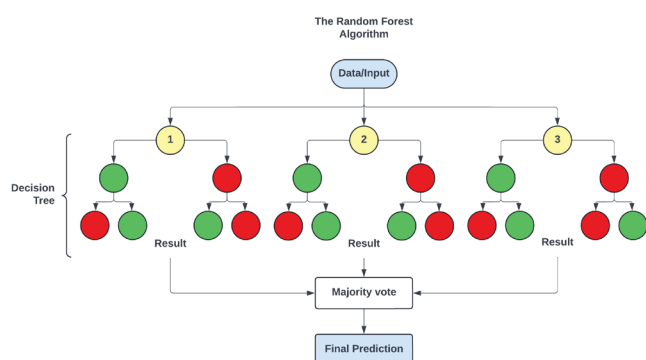 The Random Forest
Algorithm
Data/Input
1
2
3
Decision
Tree
Result
Result
Result
Majority vote
Final Prediction